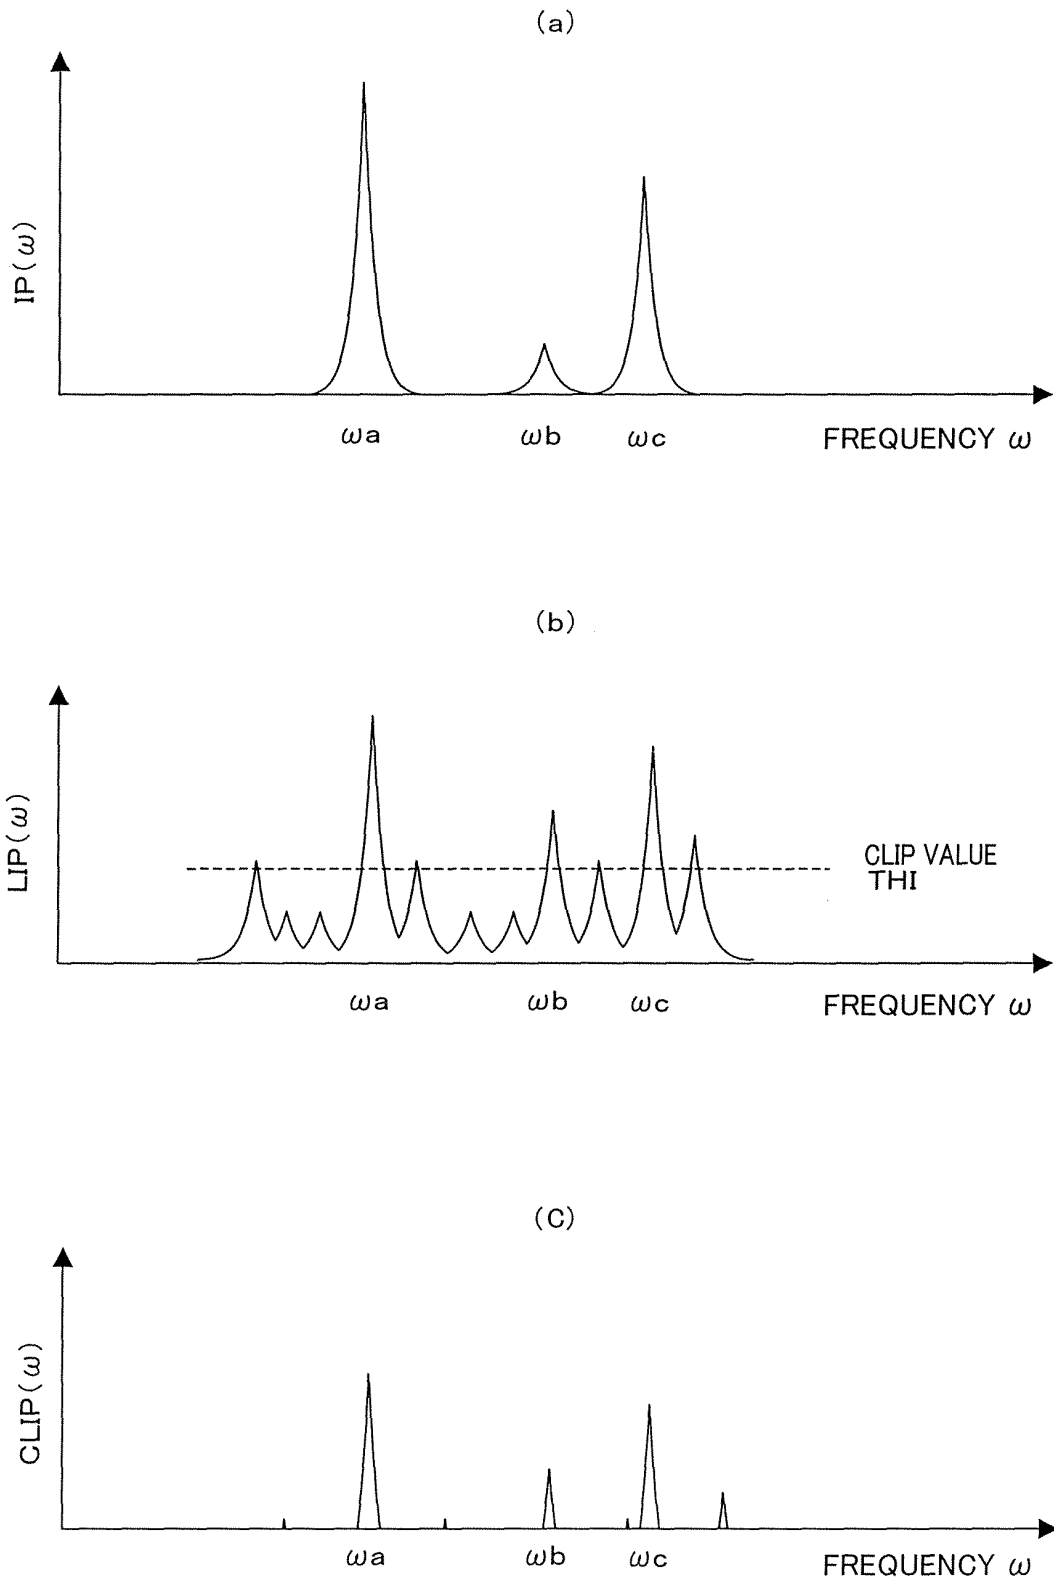 (a)
IP(ω)
ωa
ωb
ωc
FREQUENCY ω
(b)
LIP(ω)
CLIP VALUE
THI
ωa
ωb
ωc
FREQUENCY ω
(C)
CLIP(ω)
ωa
ωb
ωc
FREQUENCY ω